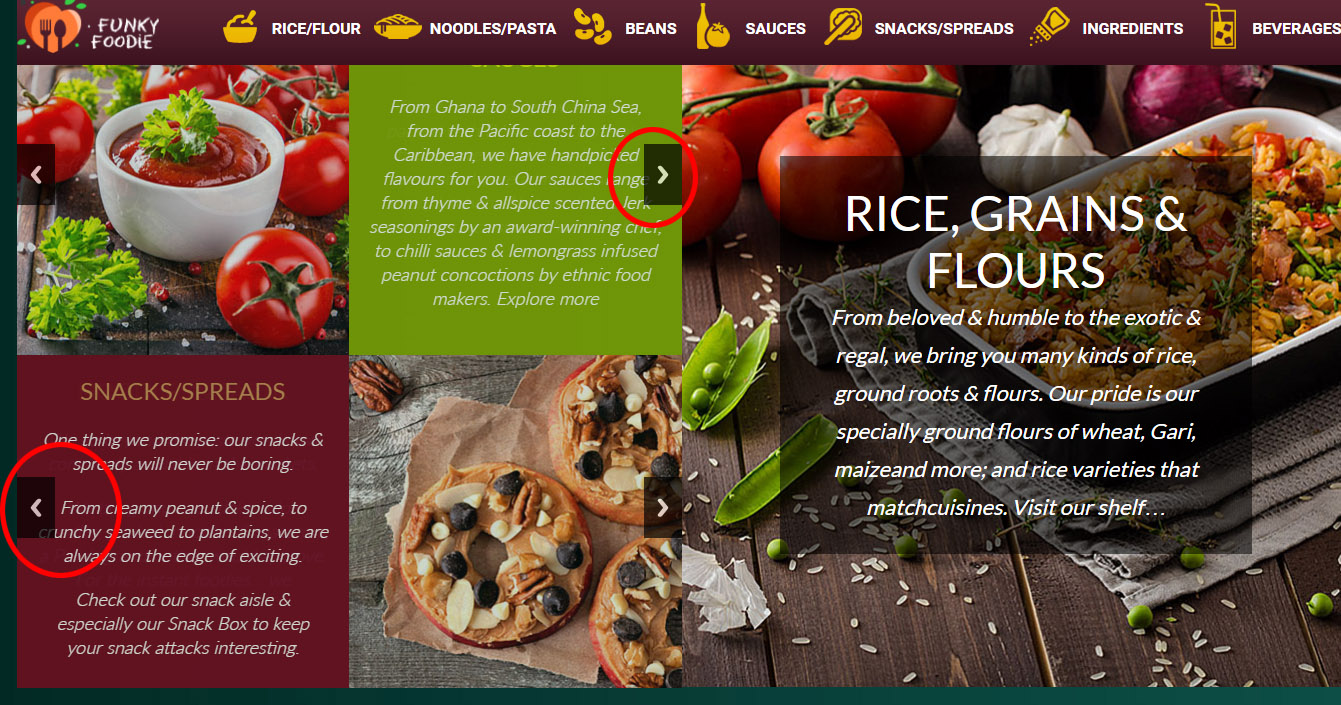 FUNKY
FOODIE
RICE/FLOUR
NOODLES/PASTA
BEANS
SAUCES
SNACKS/SPREADS
INGREDIENTS
BEVERAGES
SAUCES
From Ghana to South China Sea,
from the Pacific coast to the
Caribbean, we have handpicked
flavours for you. Our sauces range
from thyme & allspice scented jerk
seasonings by an award-winning chef,
to chilli sauces & lemongrass infused
peanut concoctions by ethnic food
makers. Explore more
SNACKS/SPREADS
One thing we promise: our snacks &
spreads will never be boring.
From creamy peanut & spice, to
crunchy seaweed to plantains, we are
always on the edge of exciting.
Check out our snack aisle &
especially our Snack Box to keep
your snack attacks interesting.
RICE, GRAINS &
FLOURS
From beloved & humble to the exotic &
regal, we bring you many kinds of rice,
ground roots & flours. Our pride is our
specially ground flours of wheat, Gari,
maizeand more; and rice varieties that
matchcuisines. Visit our shelf…